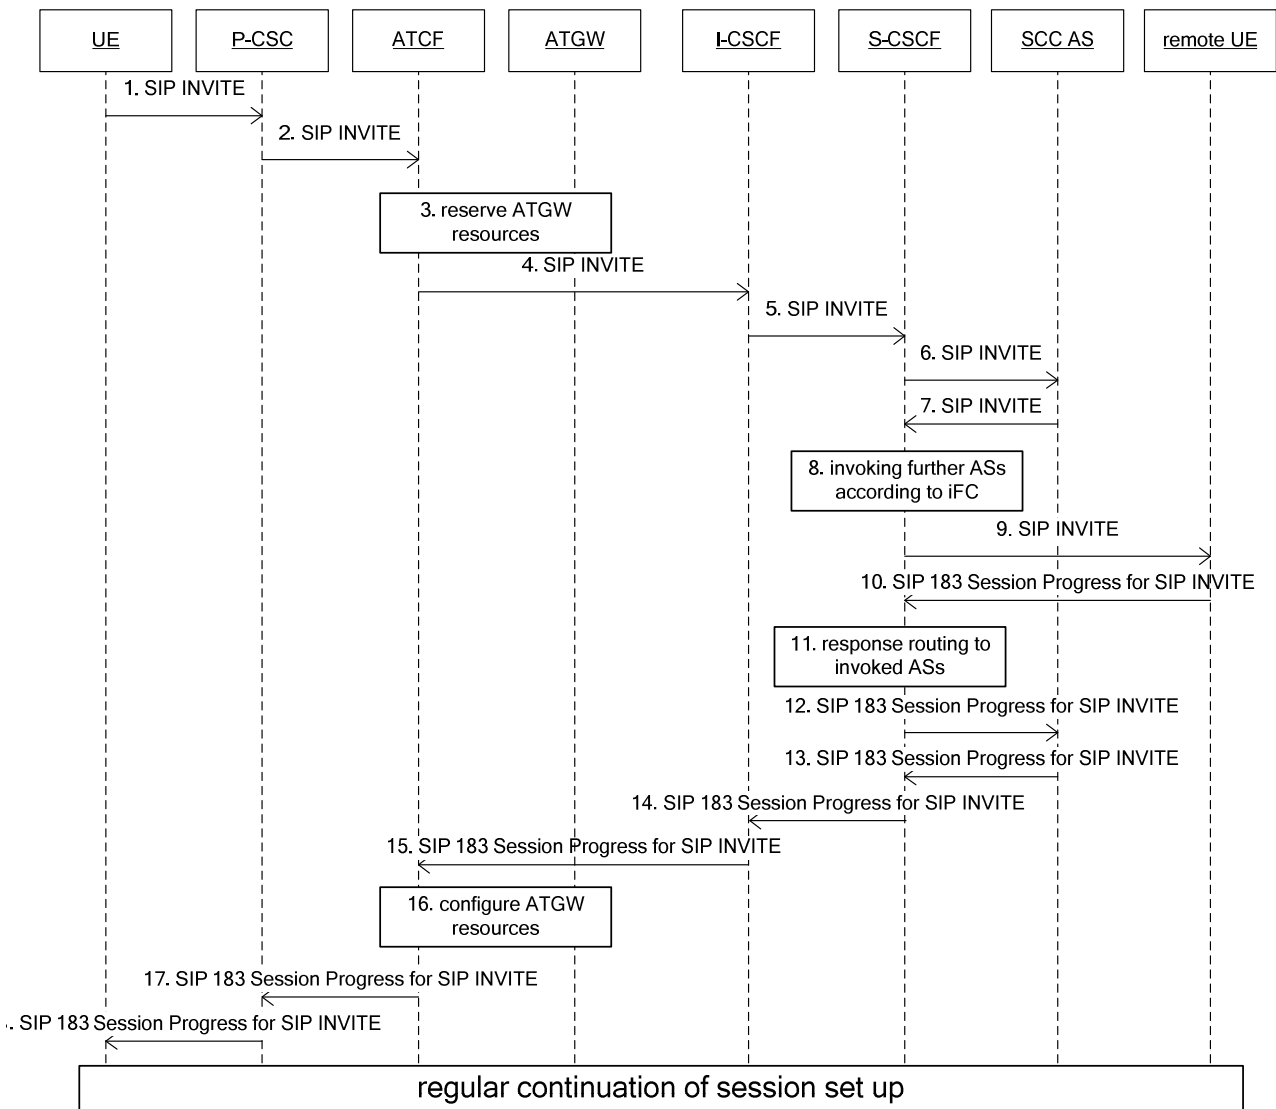 UE
P-CSC
ATCF
ATGW
I-CSCF
S-CSCF
SCC AS
remote UE
1. SIP INVITE
2. SIP INVITE
3. reserve ATGW
resources
4. SIP INVITE
5. SIP INVITE
6. SIP INVITE
7. SIP INVITE
8. invoking further ASs
according to iFC
9. SIP INVITE
10. SIP 183 Session Progress for SIP INVITE
11. response routing to
invoked ASs
12. SIP 183 Session Progress for SIP INVITE
13. SIP 183 Session Progress for SIP INVITE
14. SIP 183 Session Progress for SIP INVITE
15. SIP 183 Session Progress for SIP INVITE
16. configure ATGW
resources
17. SIP 183 Session Progress for SIP INVITE
. SIP 183 Session Progress for SIP INVITE
regular continuation of session set up